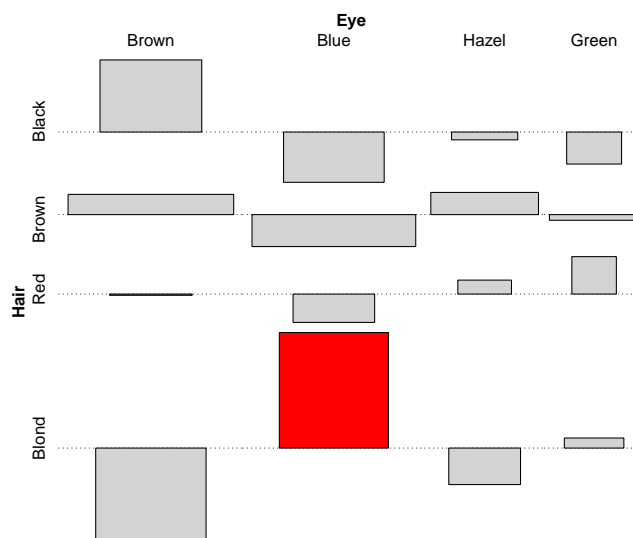 Eye
Brown Blue Hazel Green
Hair
Black
Brown
Red
Blond